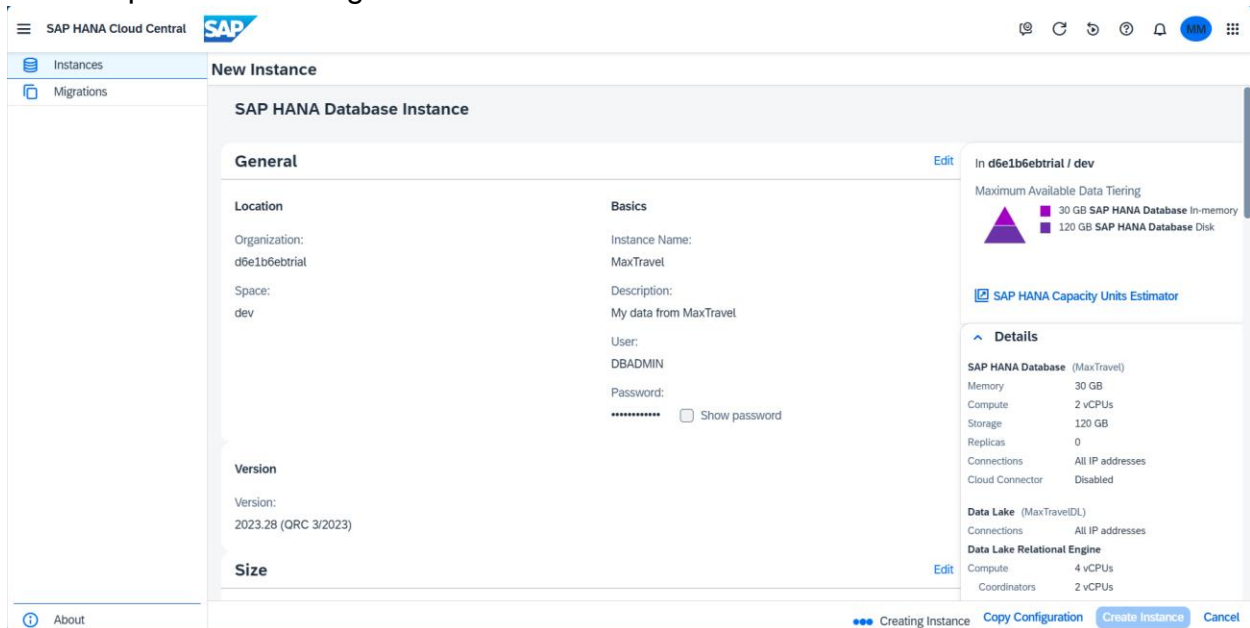 SAP HANA Cloud Central
SAP
MM
Instances
Migrations
New Instance
SAP HANA Database Instance
General
Edit
Location
Organization:
d6e1b6ebtrial
Space:
dev
Basics
Instance Name:
MaxTravel
Description:
My data from MaxTravel
User:
DBADMIN
Password:
••••••••••••
Show password
Version
Version:
2023.28 (QRC 3/2023)
Size
Edit
In d6e1b6ebtrial / dev
Maximum Available Data Tiering
30 GB SAP HANA Database In-memory
120 GB SAP HANA Database Disk
SAP HANA Capacity Units Estimator
Details
SAP HANA Database (MaxTravel)
Memory 30 GB
Compute 2 vCPUs
Storage 120 GB
Replicas 0
Connections All IP addresses
Cloud Connector Disabled
Data Lake (MaxTravelDL)
Connections All IP addresses
Data Lake Relational Engine
Compute 4 vCPUs
Coordinators 2 vCPUs
About
Creating Instance Copy Configuration Create Instance Cancel